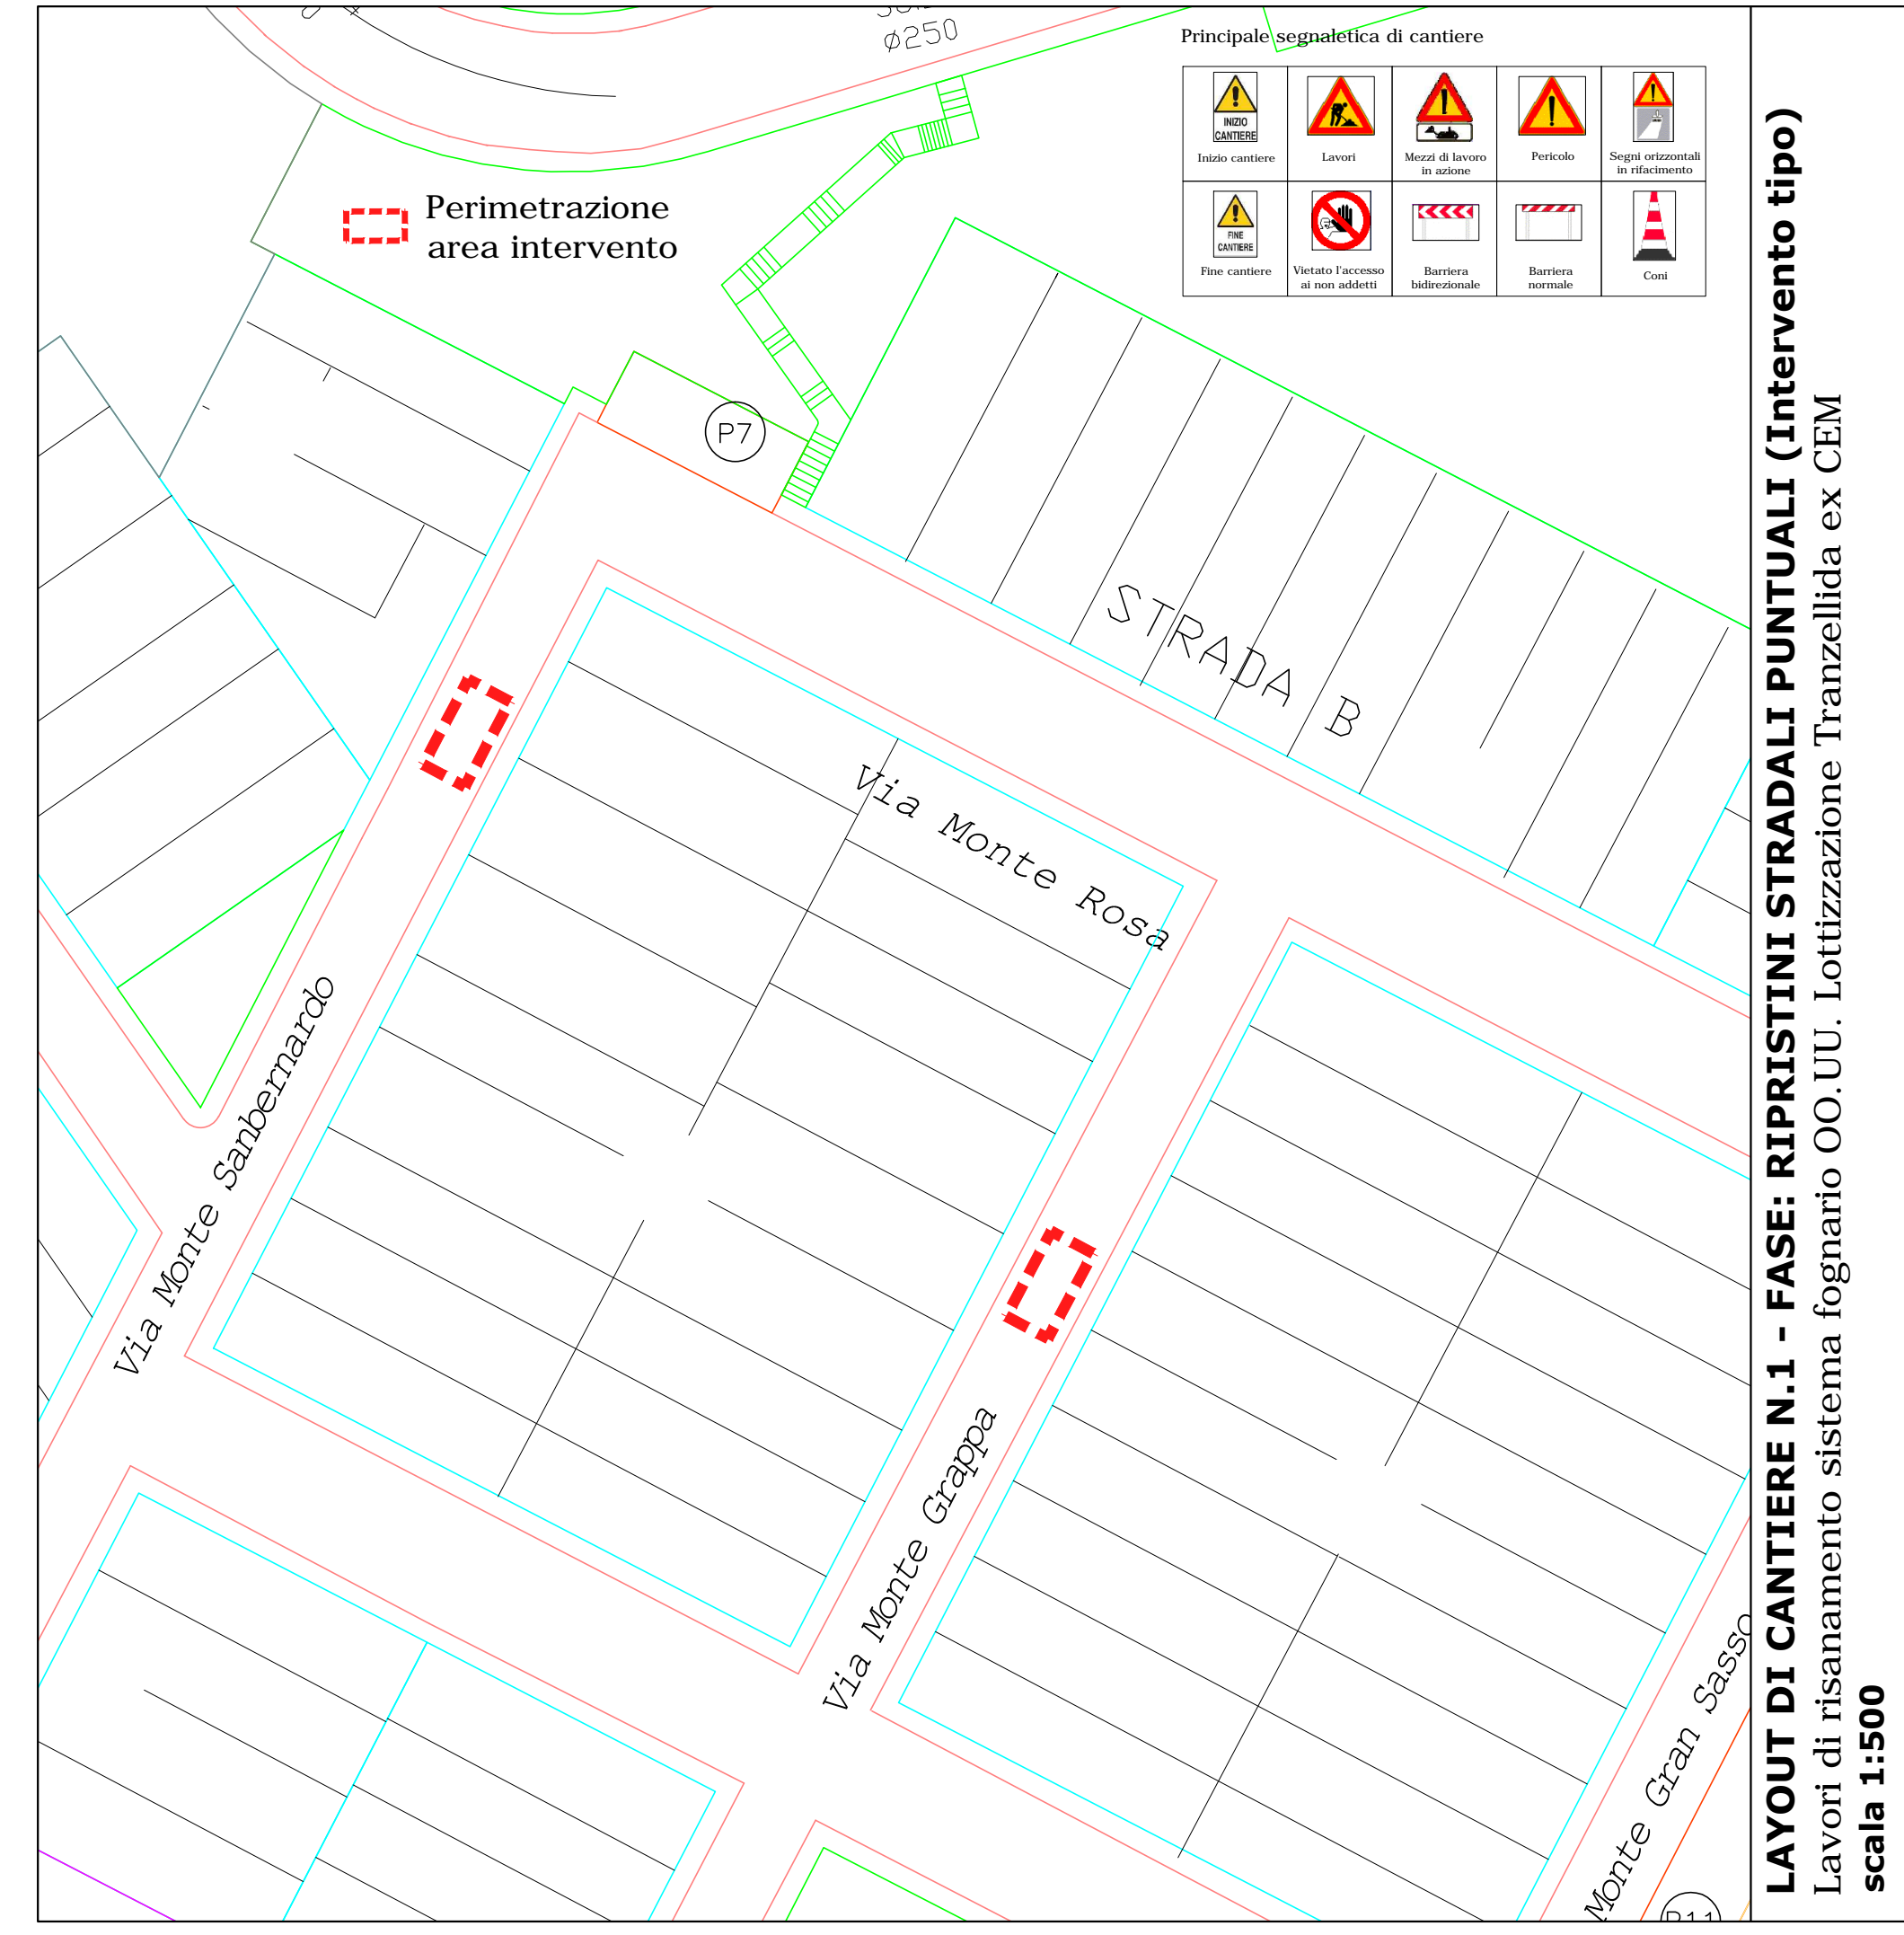 Ø250
Principale segnaletica di cantiere
INIZIO
CANTIERE
Inizio cantiere
Lavori
Mezzi di lavoro
in azione
Pericolo
Segni orizzontali
in rifacimento
FINE
CANTIERE
Fine cantiere
Vietato l'accesso
ai non addetti
Barriera
bidirezionale
Barriera
normale
Coni
Perimetrazione
area intervento
P7
STRADA B
Via Monte Rosa
Via Monte Sanbernardo
Via Monte Grappa
Monte Gran Sasso
P11
LAYOUT DI CANTIERE N.1 - FASE: RIPRISTINI STRADALI PUNTUALI (Intervento tipo)
Lavori di risanamento sistema fognario OO.UU. Lottizzazione Tranzellida ex CEM
scala 1:500